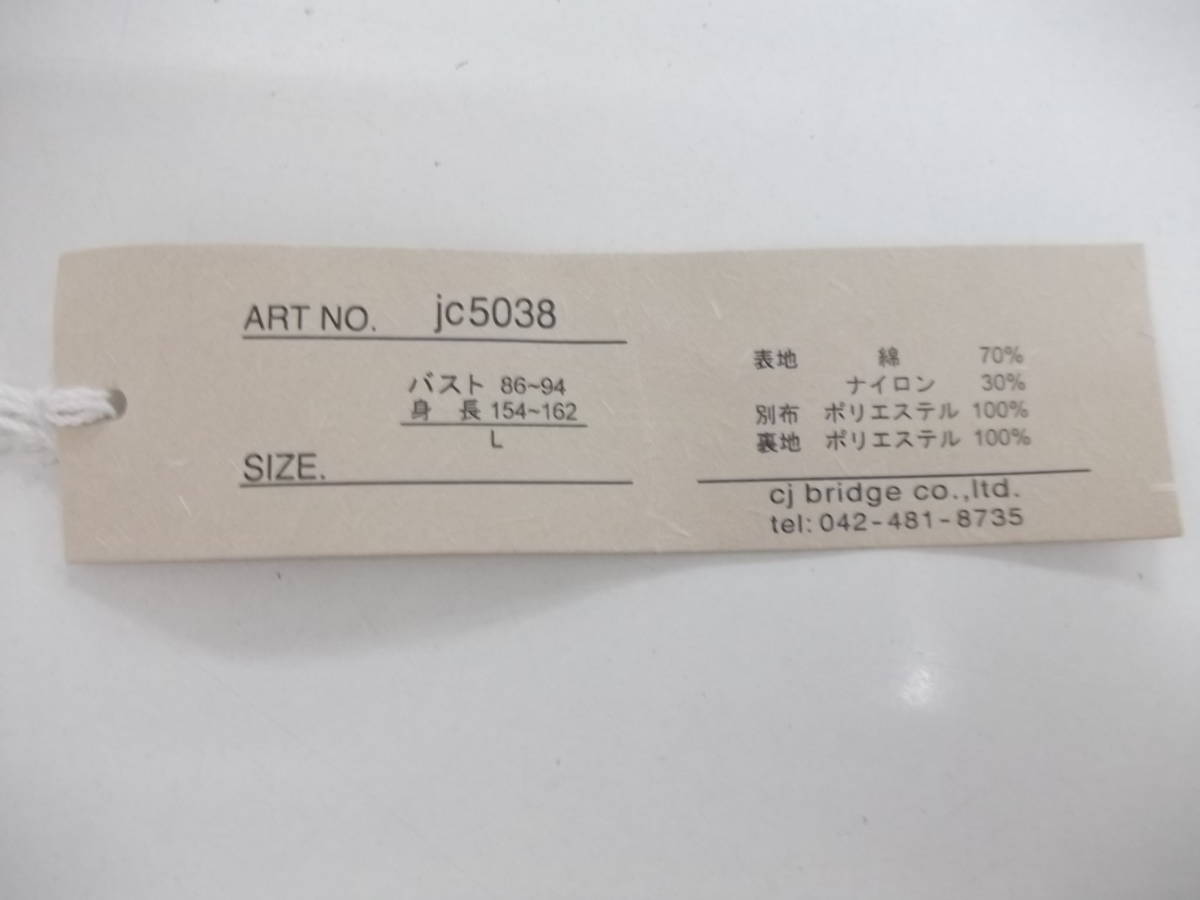 ART NO. jc5038
バスト 86~94
身 長 154~162
L
SIZE.
表地 綿 70%
ナイロン 30%
別布 ポリエステル 100%
裏地 ポリエステル 100%
cj bridge co.,ltd.
tel: 042-481-8735